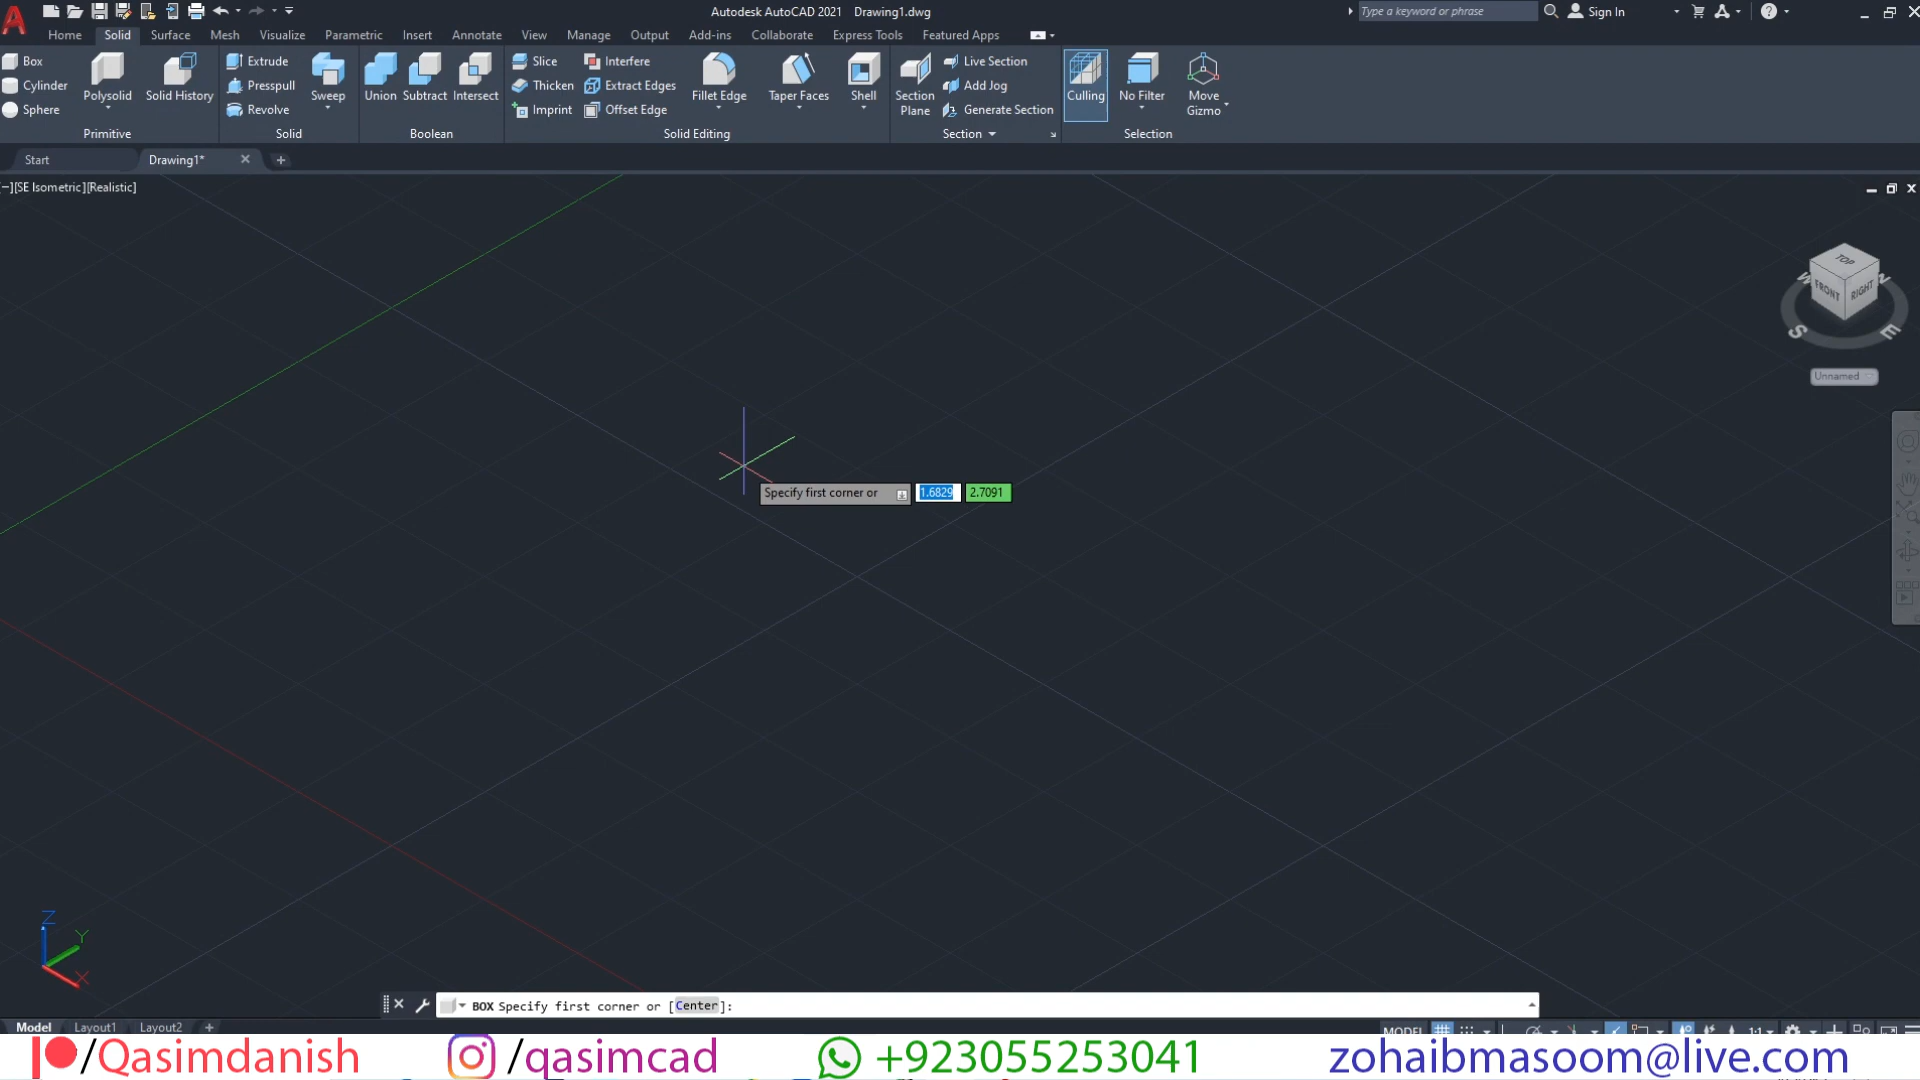 Autodesk AutoCAD 2021 Drawing1.dwg
Type a keyword or phrase
Sign In
Home Solid Surface Mesh Visualize Parametric Insert Annotate View Manage Output Add-ins Collaborate Express Tools Featured Apps
Box
Cylinder
Sphere
Polysolid
Solid History
Primitive
Extrude
Presspull
Revolve
Sweep
Solid
Union
Subtract
Intersect
Boolean
Slice
Thicken
Imprint
Interfere
Extract Edges
Offset Edge
Fillet Edge
Taper Faces
Shell
Solid Editing
Section
Plane
Live Section
Add Jog
Generate Section
Section
Culling
No Filter
Move
Gizmo
Selection
Start
Drawing1*
[−][SE Isometric][Realistic]
TOP
FRONT
RIGHT
W
N
S
E
Unnamed
Specify first corner or 1.6829 2.7091
Z
Y
X
BOX Specify first corner or [Center]:
Model Layout1 Layout2 +
MODEL
1:1
/Qasimdanish
/qasimcad
+923055253041
zohaibmasoom@live.com